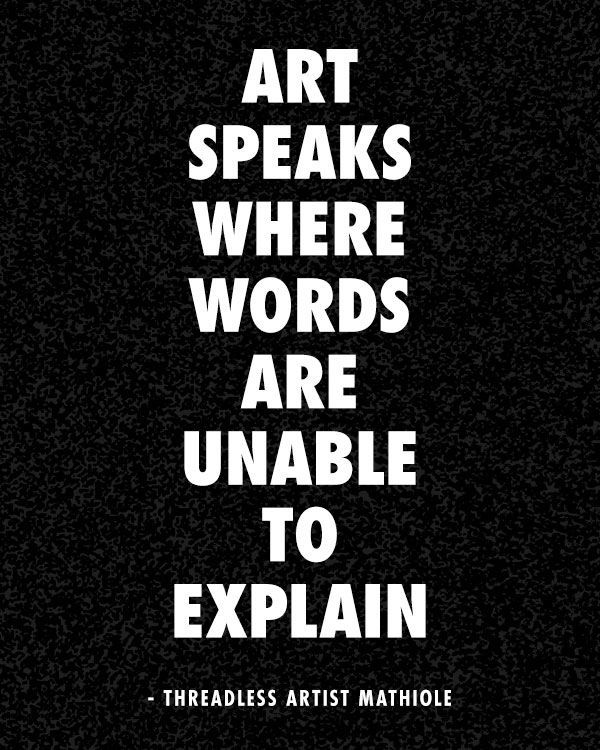 ART
SPEAKS
WHERE
WORDS
ARE
UNABLE
TO
EXPLAIN
- THREADLESS ARTIST MATHIOLE